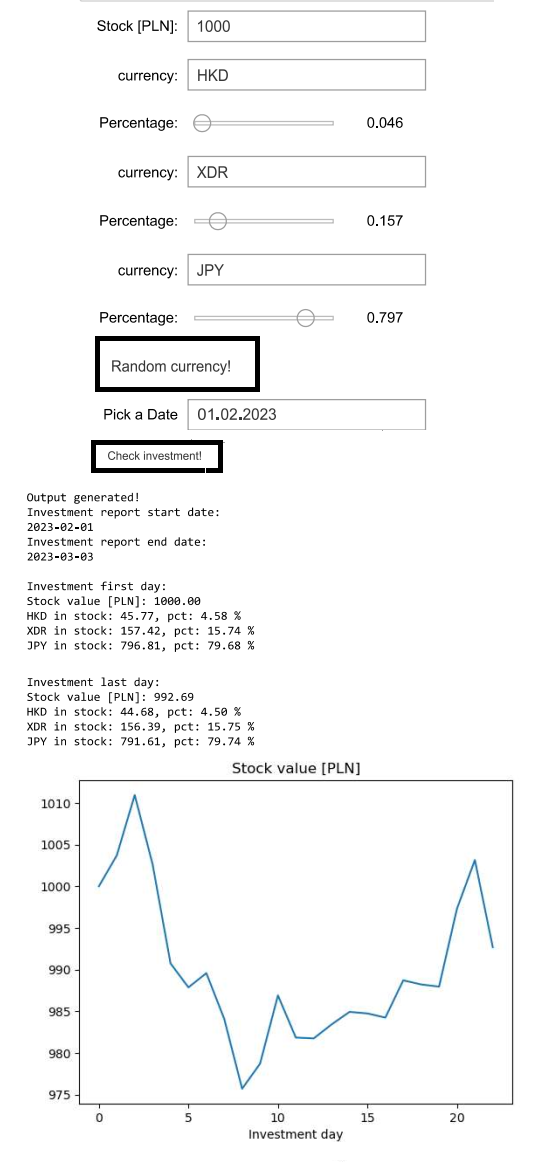 Stock [PLN]: 1000
currency: HKD
Percentage: 0.046
currency: XDR
Percentage: 0.157
currency: JPY
Percentage: 0.797
Random currency!
Pick a Date 01.02.2023
Check investment!
Output generated!
Investment report start date:
2023-02-01
Investment report end date:
2023-03-03
Investment first day:
Stock value [PLN]: 1000.00
HKD in stock: 45.77, pct: 4.58 %
XDR in stock: 157.42, pct: 15.74 %
JPY in stock: 796.81, pct: 79.68 %
Investment last day:
Stock value [PLN]: 992.69
HKD in stock: 44.68, pct: 4.50 %
XDR in stock: 156.39, pct: 15.75 %
JPY in stock: 791.61, pct: 79.74 %
Stock value [PLN]
1010
1005
1000
995
990
985
980
975
0 5 10 15 20
Investment day